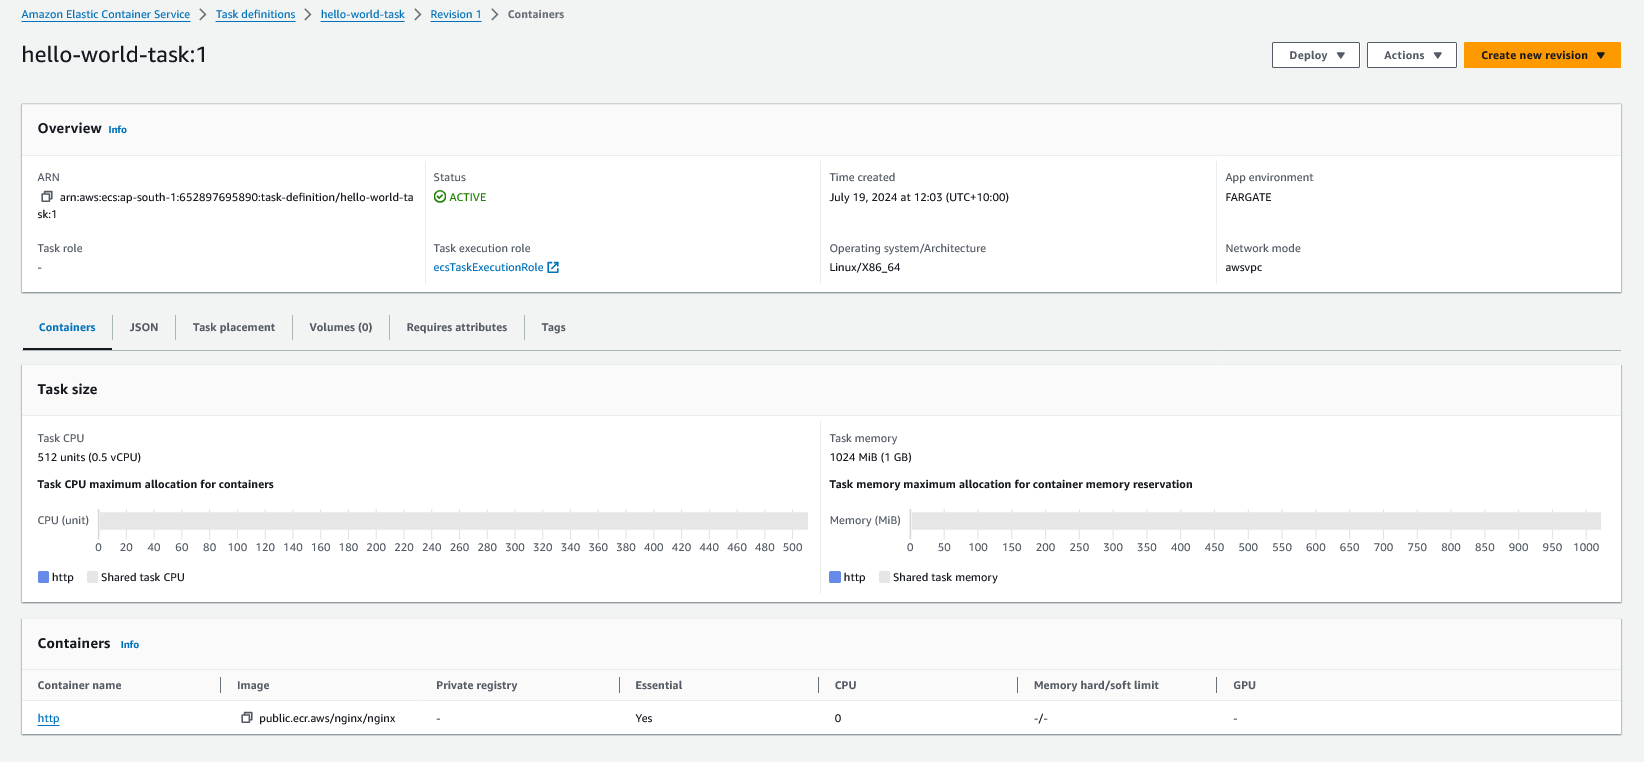 Amazon Elastic Container Service > Task definitions > hello-world-task > Revision 1 > Containers
hello-world-task:1
Deploy ▼ Actions ▼ Create new revision ▼
Overview Info
ARN
arn:aws:ecs:ap-south-1:652897695890:task-definition/hello-world-ta
sk:1
Status
ACTIVE
Time created
July 19, 2024 at 12:03 (UTC+10:00)
App environment
FARGATE
Task role
-
Task execution role
ecsTaskExecutionRole
Operating system/Architecture
Linux/X86_64
Network mode
awsvpc
Containers JSON Task placement Volumes (0) Requires attributes Tags
Task size
Task CPU
512 units (0.5 vCPU)
Task CPU maximum allocation for containers
CPU (unit)
0 20 40 60 80 100 120 140 160 180 200 220 240 260 280 300 320 340 360 380 400 420 440 460 480 500
http Shared task CPU
Task memory
1024 MiB (1 GB)
Task memory maximum allocation for container memory reservation
Memory (MiB)
0 50 100 150 200 250 300 350 400 450 500 550 600 650 700 750 800 850 900 950 1000
http Shared task memory
Containers Info
Container name Image Private registry Essential CPU Memory hard/soft limit GPU
http public.ecr.aws/nginx/nginx - Yes 0 -/- -